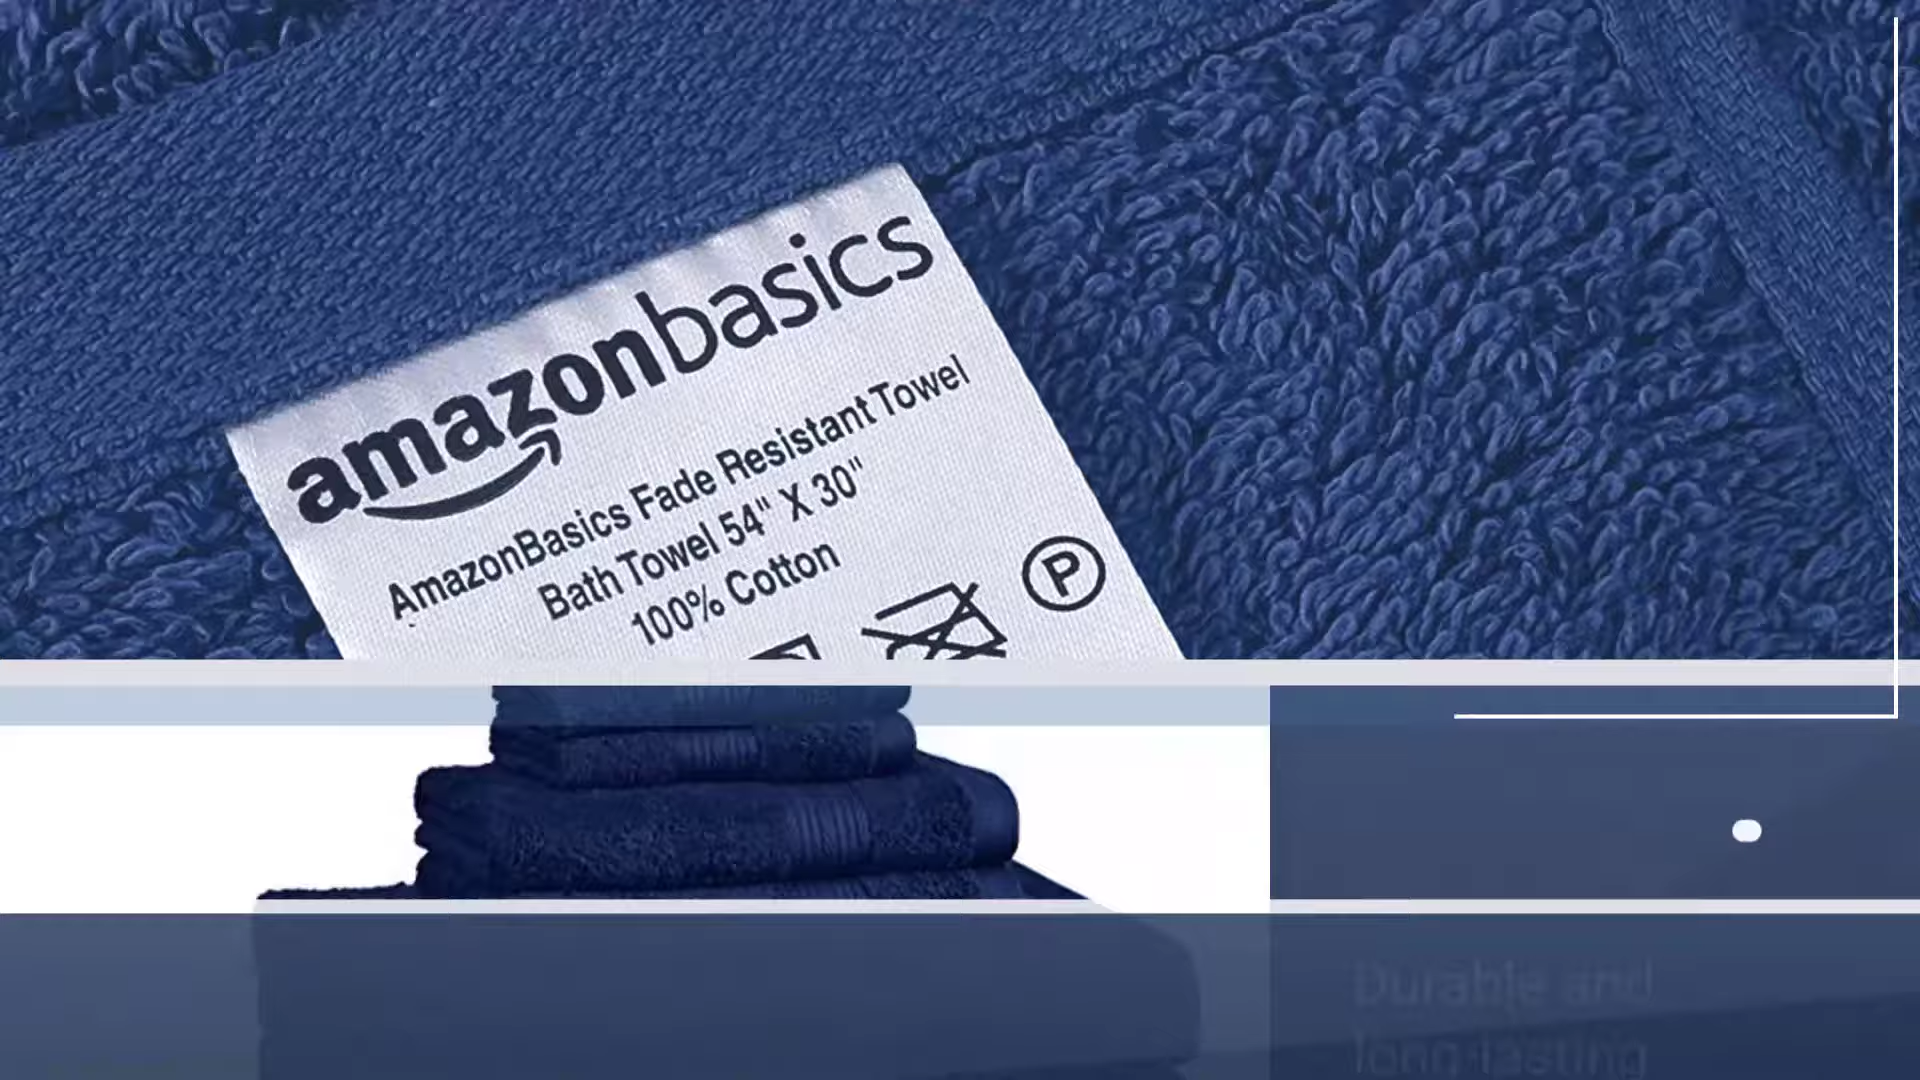 amazonbasics
AmazonBasics Fade Resistant Towel
Bath Towel 54" X 30"
100% Cotton
P
Durable and
long-lasting